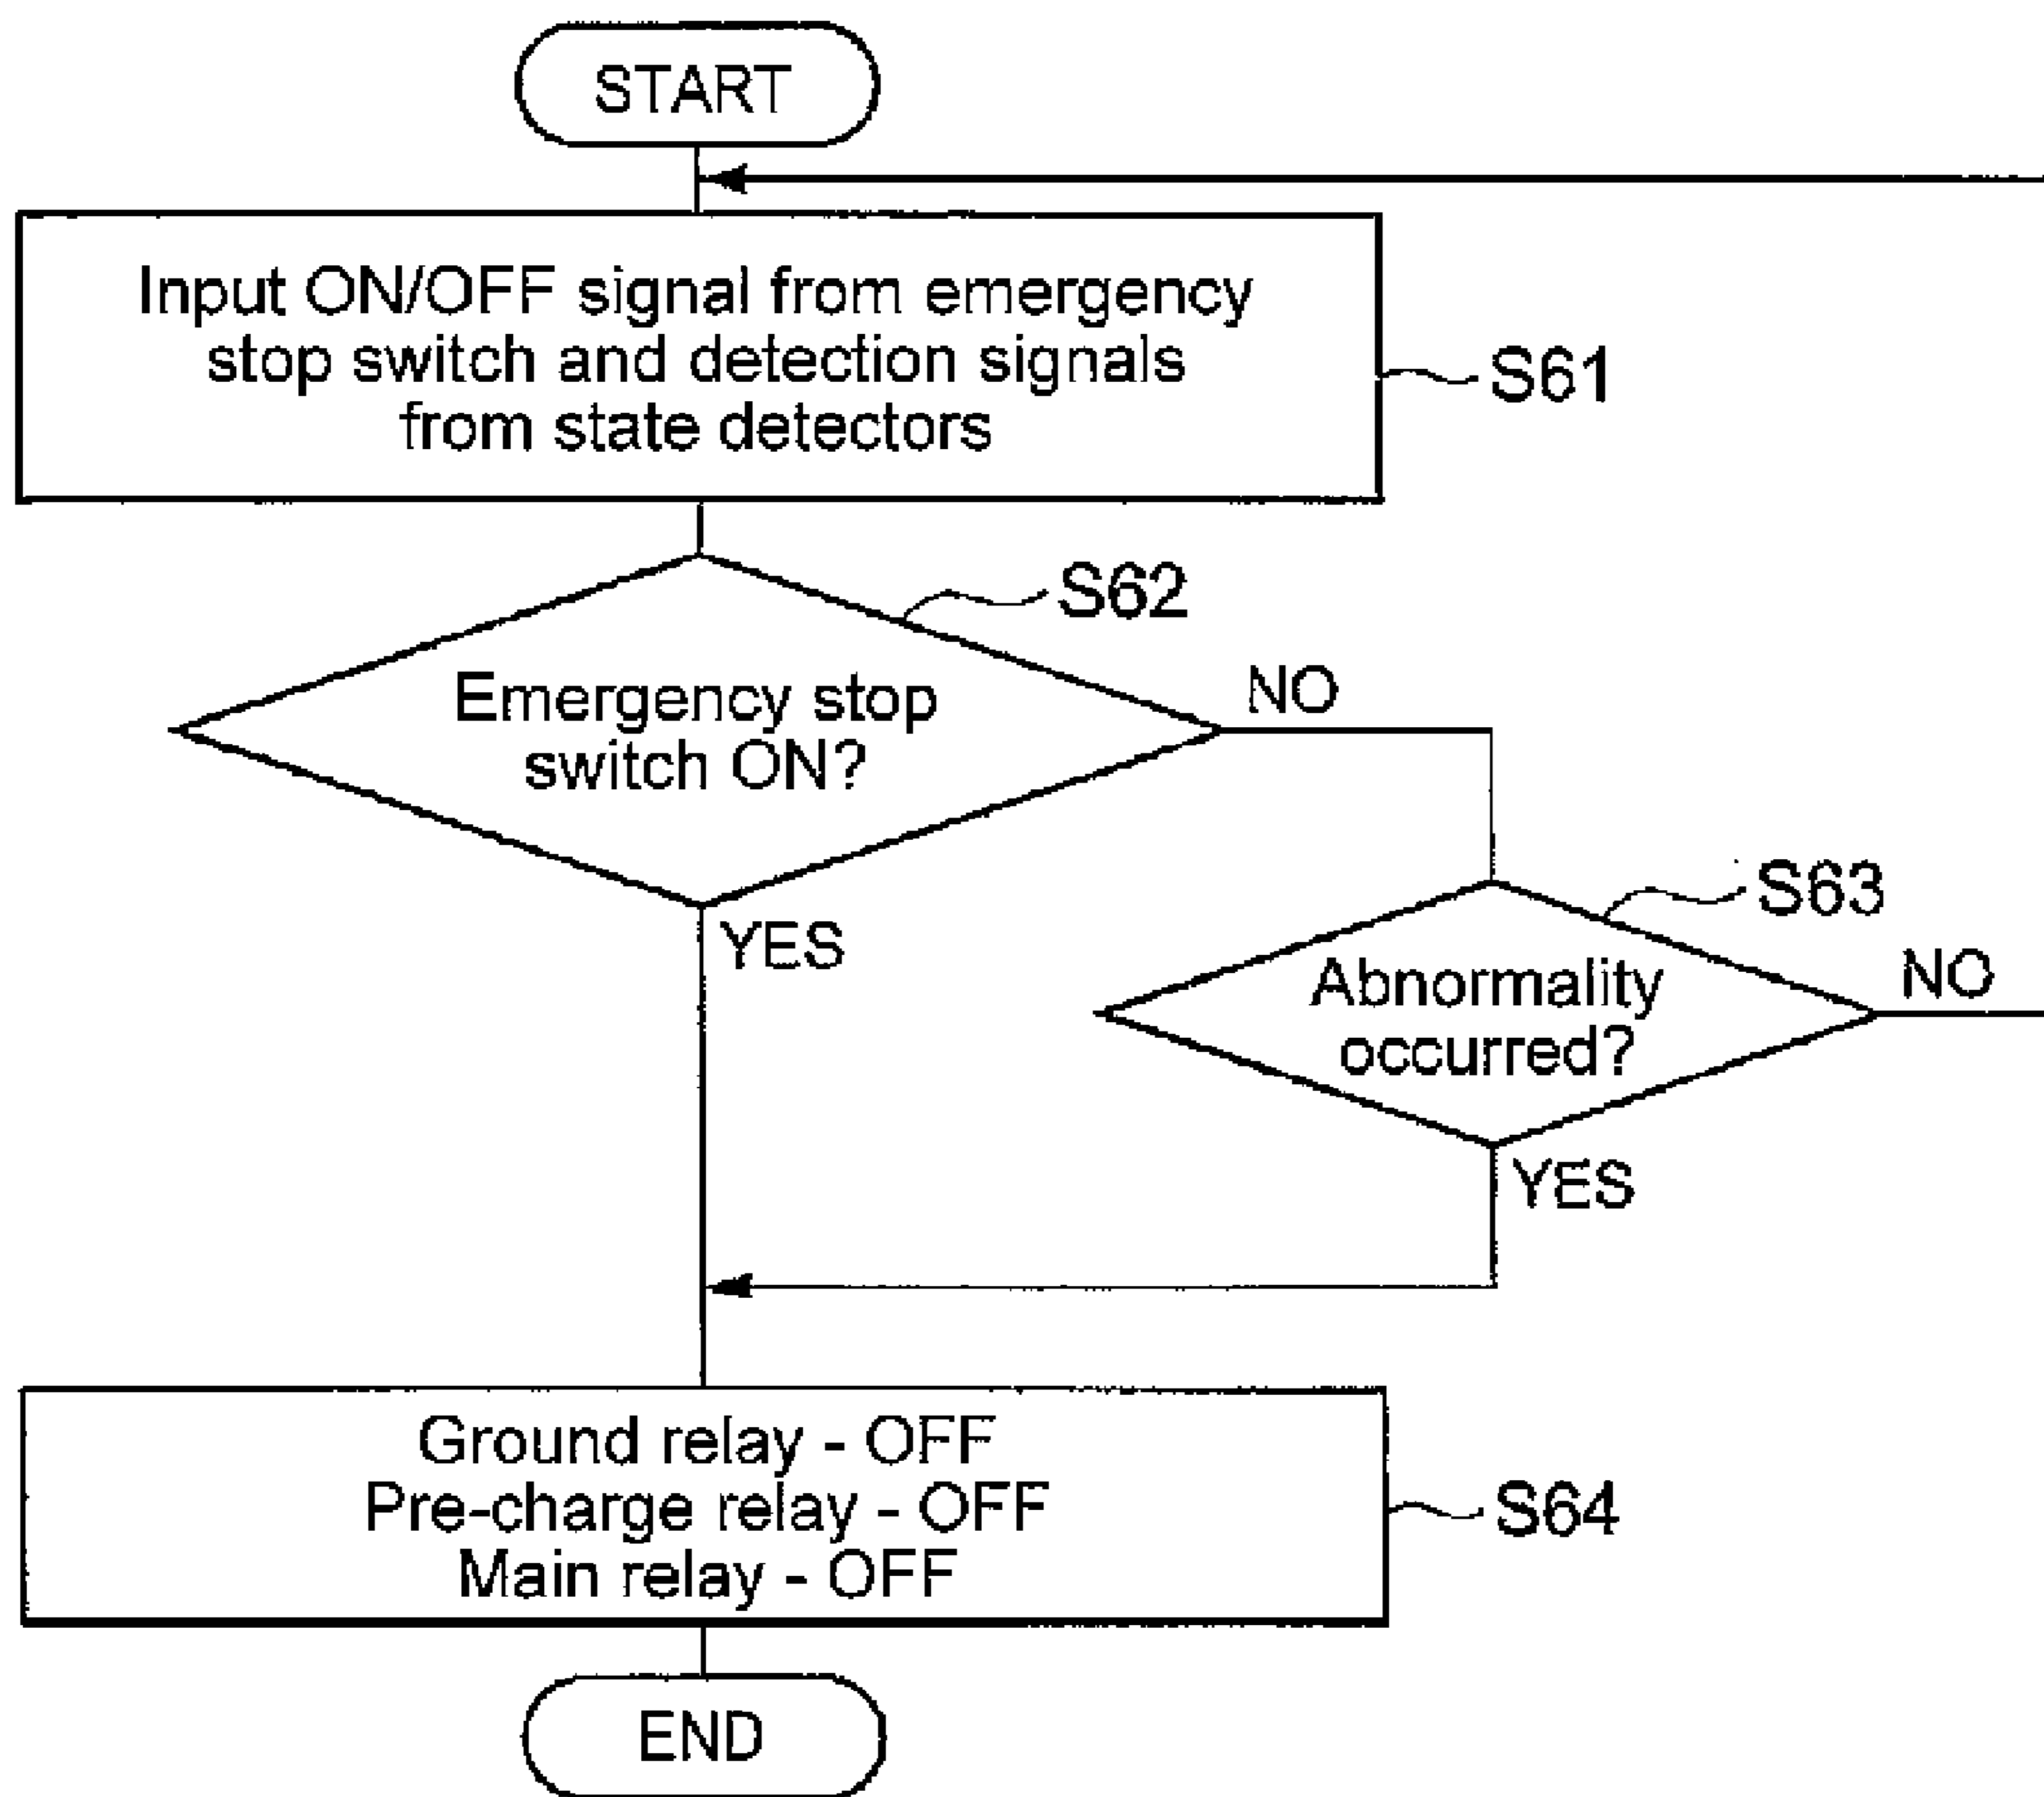 START
Input ON/OFF signal from emergency
stop switch and detection signals
from state detectors
S61
S62
Emergency stop
switch ON?
NO
YES
S63
Abnormality
occurred?
NO
YES
Ground relay - OFF
Pre-charge relay - OFF
Main relay - OFF
S64
END